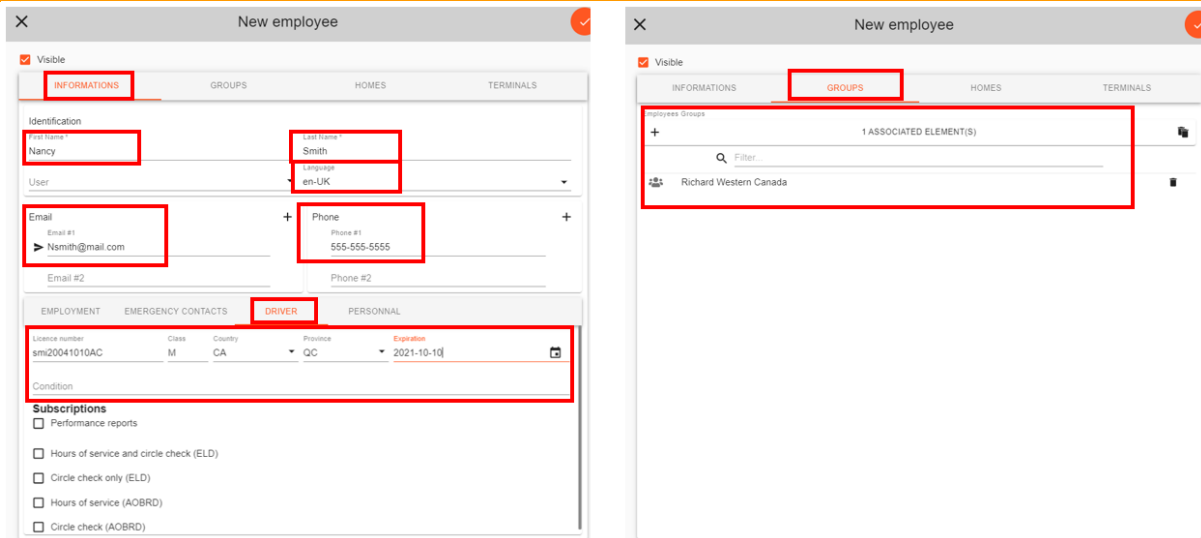 New employee
Visible
INFORMATIONS GROUPS HOMES TERMINALS
Identification
First Name * Last Name *
Nancy Smith
Language
User en-UK
Email + Phone +
Email #1 Phone #1
Nsmith@mail.com 555-555-5555
Email #2 Phone #2
EMPLOYMENT EMERGENCY CONTACTS DRIVER PERSONNAL
Licence number Class Country Province Expiration
smi20041010AC M CA QC 2021-10-10
Condition
Subscriptions
Performance reports
Hours of service and circle check (ELD)
Circle check only (ELD)
Hours of service (AOBRD)
Circle check (AOBRD)
New employee
Visible
INFORMATIONS GROUPS HOMES TERMINALS
Employees Groups
+ 1 ASSOCIATED ELEMENT(S)
Filter...
Richard Western Canada